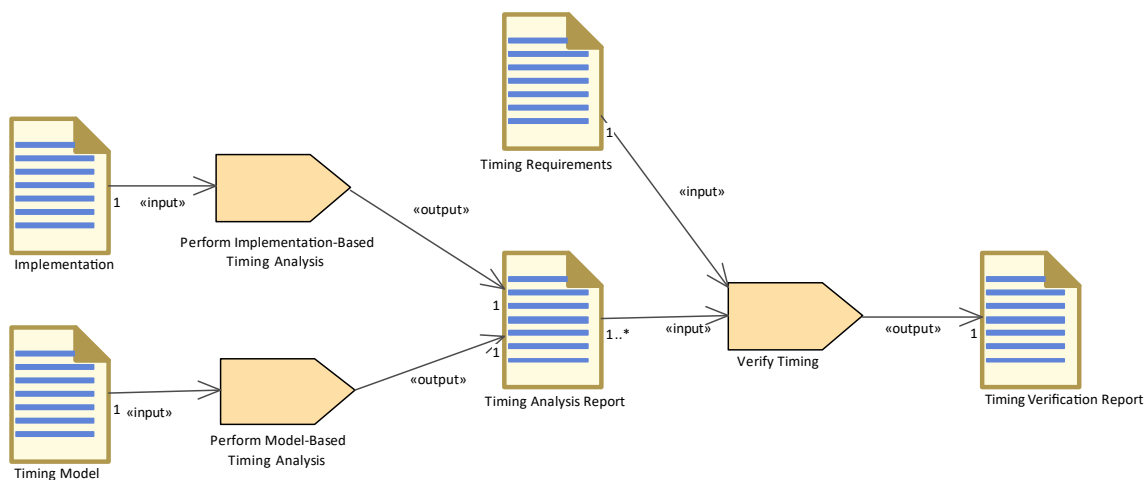 1
Timing Requirements
«input»
1
«input»
Implementation
Perform Implementation-Based
Timing Analysis
«output»
1
1
1..*
«input»
Timing Analysis Report
Verify Timing
«output»
1
Timing Verification Report
1
«input»
Timing Model
Perform Model-Based
Timing Analysis
«output»